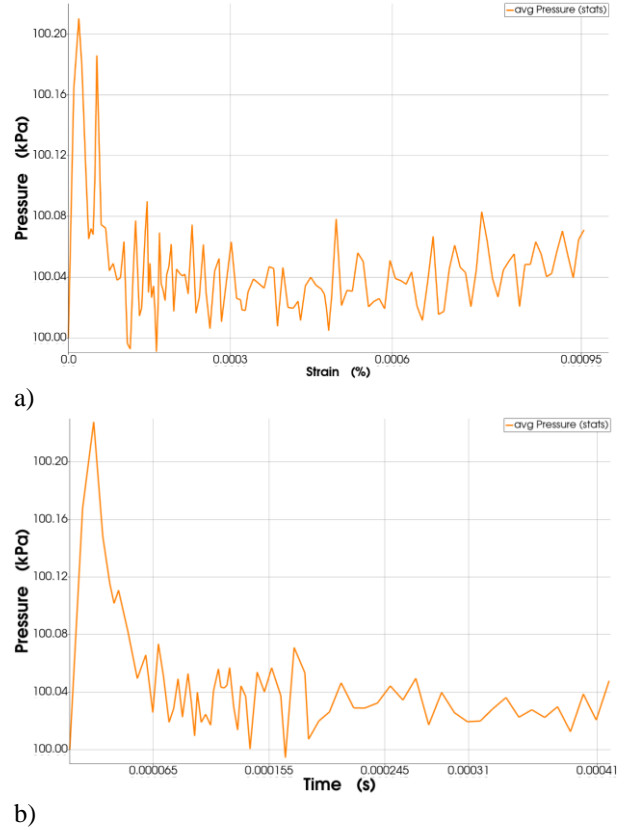 avg Pressure (stats)
100.20
100.16
100.12
100.08
100.04
100.00
Pressure (kPa)
0.0
0.0003
0.0006
0.00095
Strain (%)
a)
avg Pressure (stats)
100.20
100.16
100.12
100.08
100.04
100.00
Pressure (kPa)
0.000065
0.000155
0.000245
0.00031
0.00041
Time (s)
b)